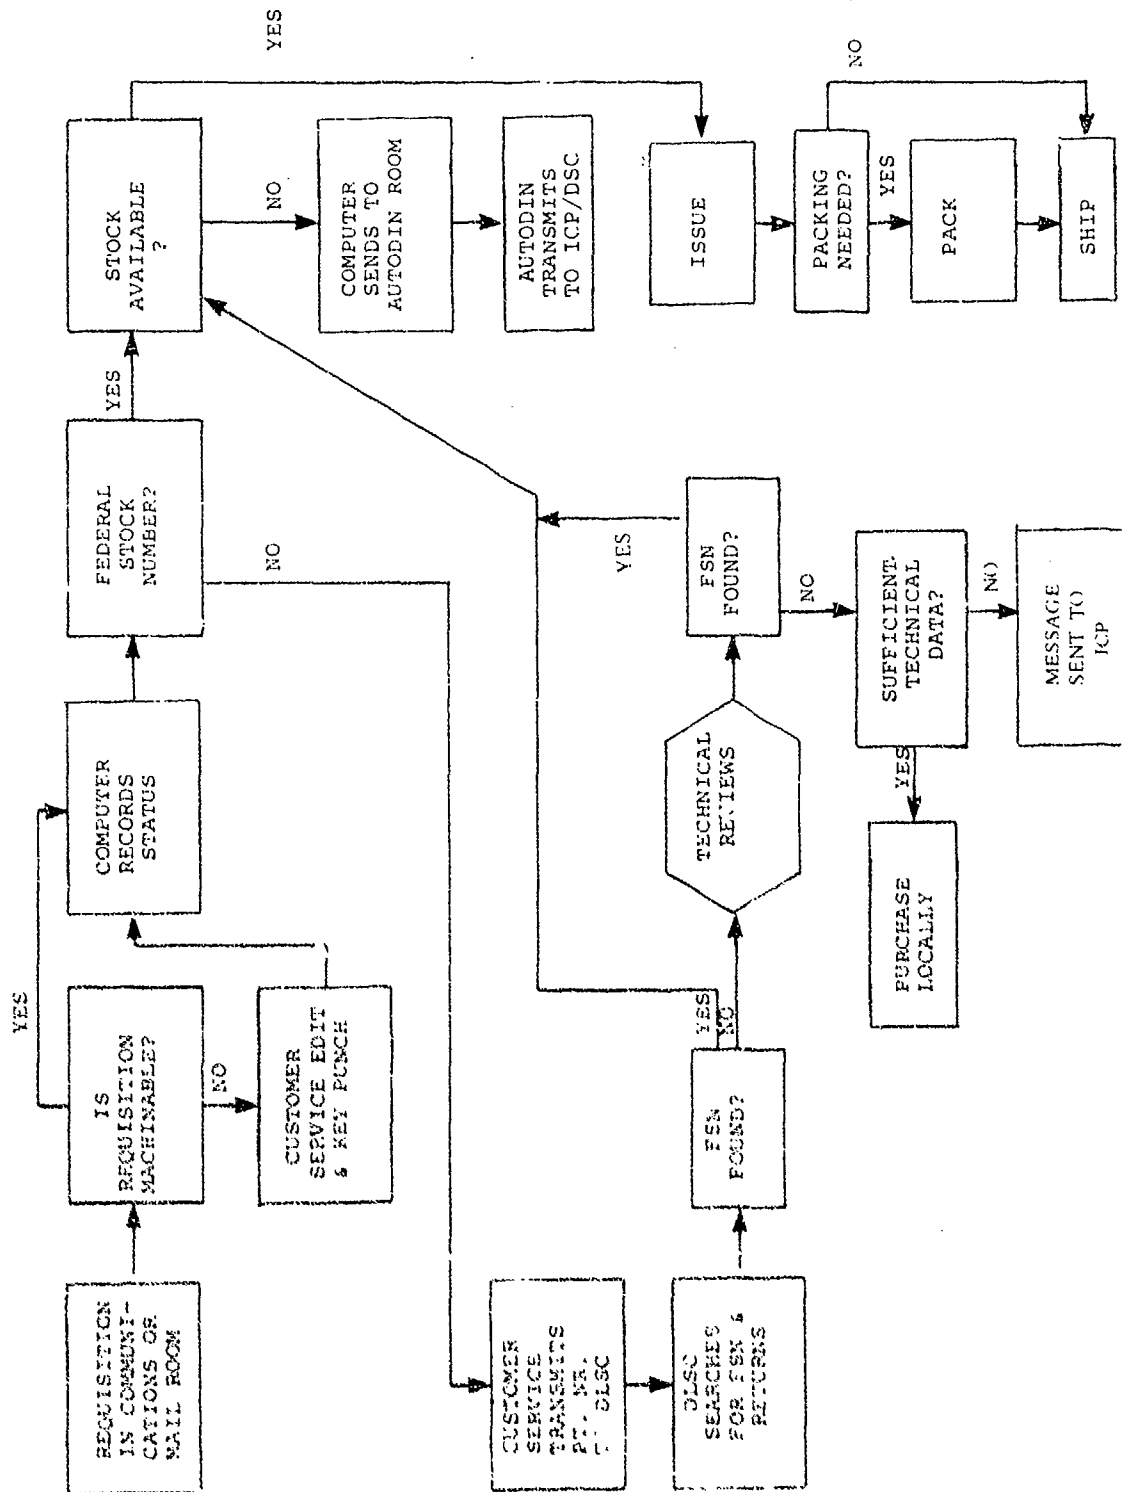 REQUISITION
IN COMMUNI-
CATIONS OR
MAIL ROOM
IS
REQUISITION
MACHINABLE?
YES
NO
CUSTOMER
SERVICE EDIT
& KEY PUNCH
COMPUTER
RECORDS
STATUS
FEDERAL
STOCK
NUMBER?
YES
NO
STOCK
AVAILABLE
?
YES
NO
COMPUTER
SENDS TO
AUTODIN ROOM
AUTODIN
TRANSMITS
TO ICP/DSC
CUSTOMER
SERVICE
TRANSMITS
PT. NR.
DLSC
DLSC
SEARCHES
FOR FSN &
RETURNS
FSN
FOUND?
YES
NO
TECHNICAL
REVIEWS
FSN
FOUND?
YES
NO
SUFFICIENT
TECHNICAL
DATA?
YES
NO
PURCHASE
LOCALLY
MESSAGE
SENT TO
ICP
ISSUE
PACKING
NEEDED?
YES
NO
PACK
SHIP